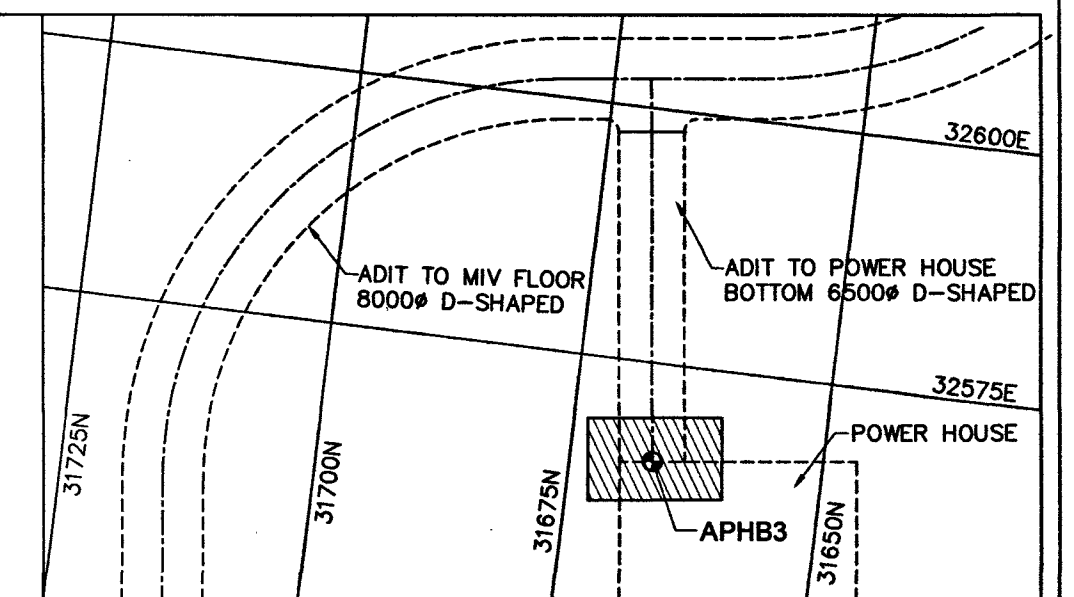 32600E
ADIT TO MIV FLOOR
8000ø D-SHAPED
ADIT TO POWER HOUSE
BOTTOM 6500ø D-SHAPED
32575E
31725N
31700N
31675N
31650N
POWER HOUSE
APHB3